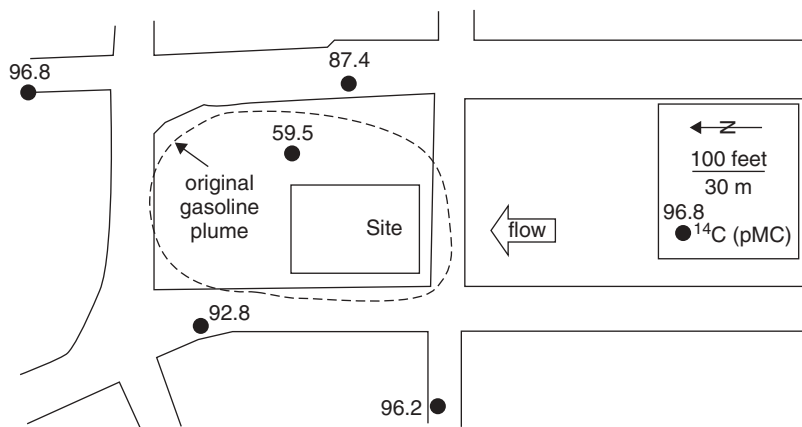 96.8
87.4
59.5
original
gasoline
plume
Site
flow
N
100 feet
30 m
96.8
¹⁴C (pMC)
92.8
96.2